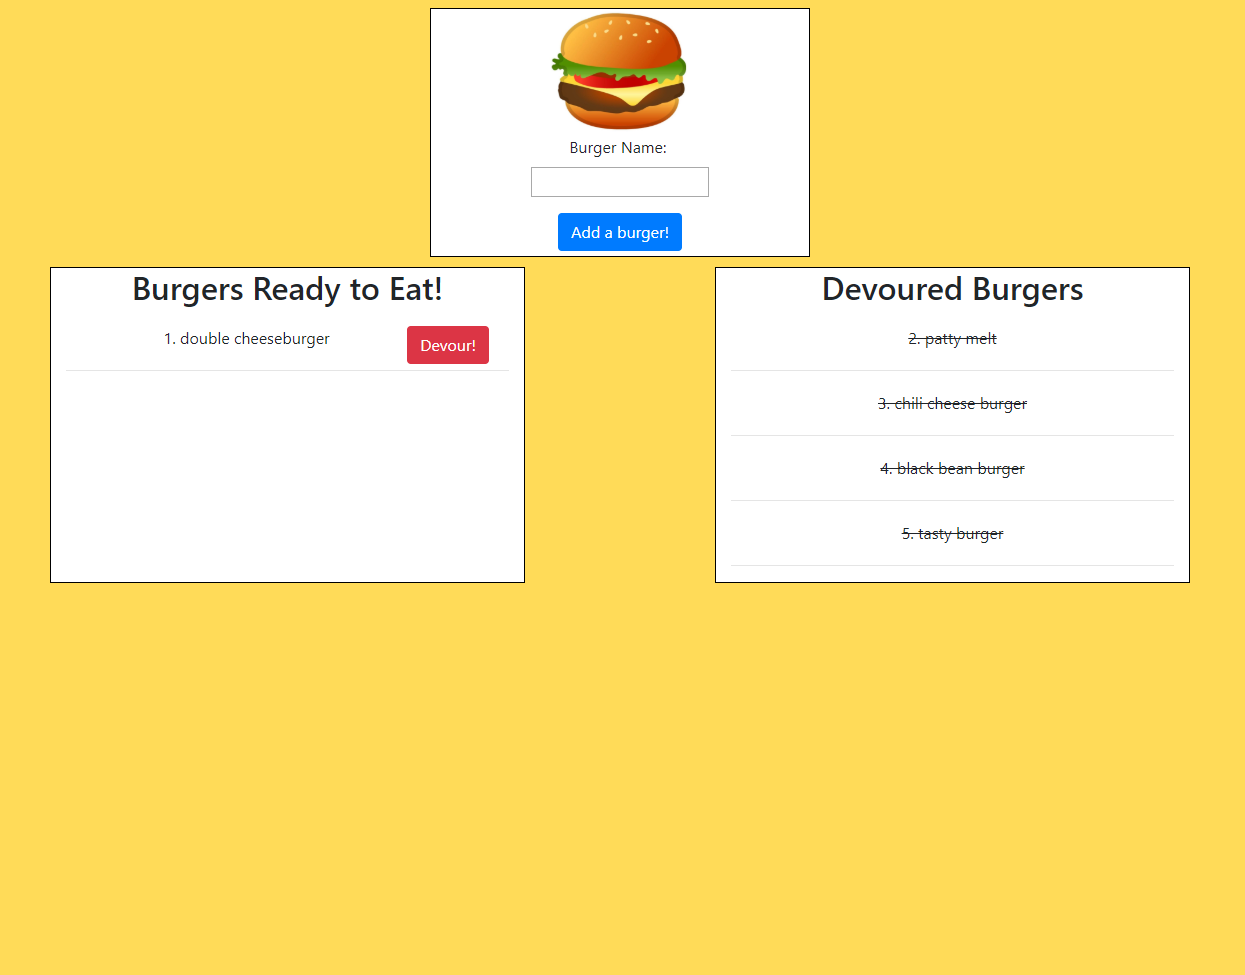 Burger Name:
Add a burger!
Burgers Ready to Eat!
1. double cheeseburger
Devour!
Devoured Burgers
2. patty melt
3. chili cheese burger
4. black bean burger
5. tasty burger